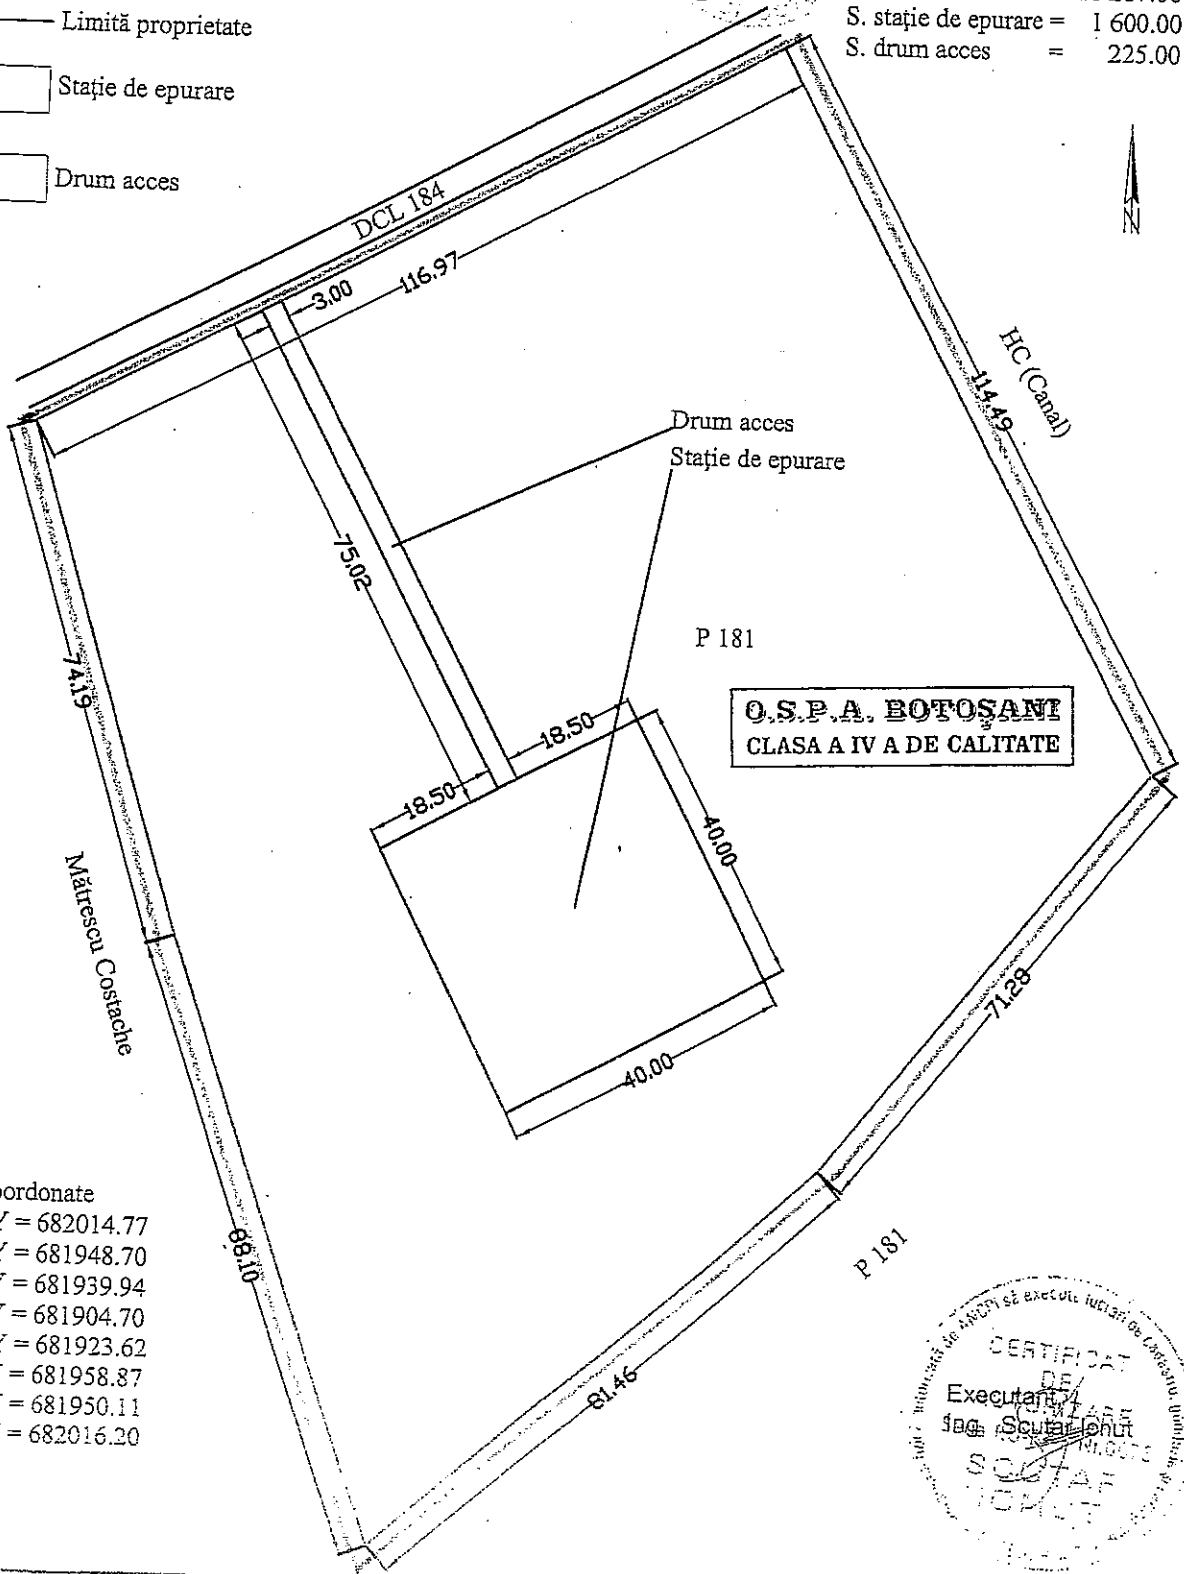 Limită proprietate
Stație de epurare
Drum acces
S. stație de epurare = 1 600.00
S. drum acces = 225.00
N
DCL 184
3.00
116.97
HC (Canal)
114.49
Drum acces
Stație de epurare
75.02
P 181
74.19
O.S.P.A. BOTOȘANI
CLASA A IV A DE CALITATE
18.50
18.50
40.00
Mătrescu Costache
71.28
40.00
88.10
P 181
81.46
Y = 682014.77
Y = 681948.70
Y = 681939.94
Y = 681904.70
Y = 681923.62
= 681958.87
= 681950.11
= 682016.20
CERTIFICAT
DE
Executant
Ing. Scutar Ionut
SCUTAR
IONUT